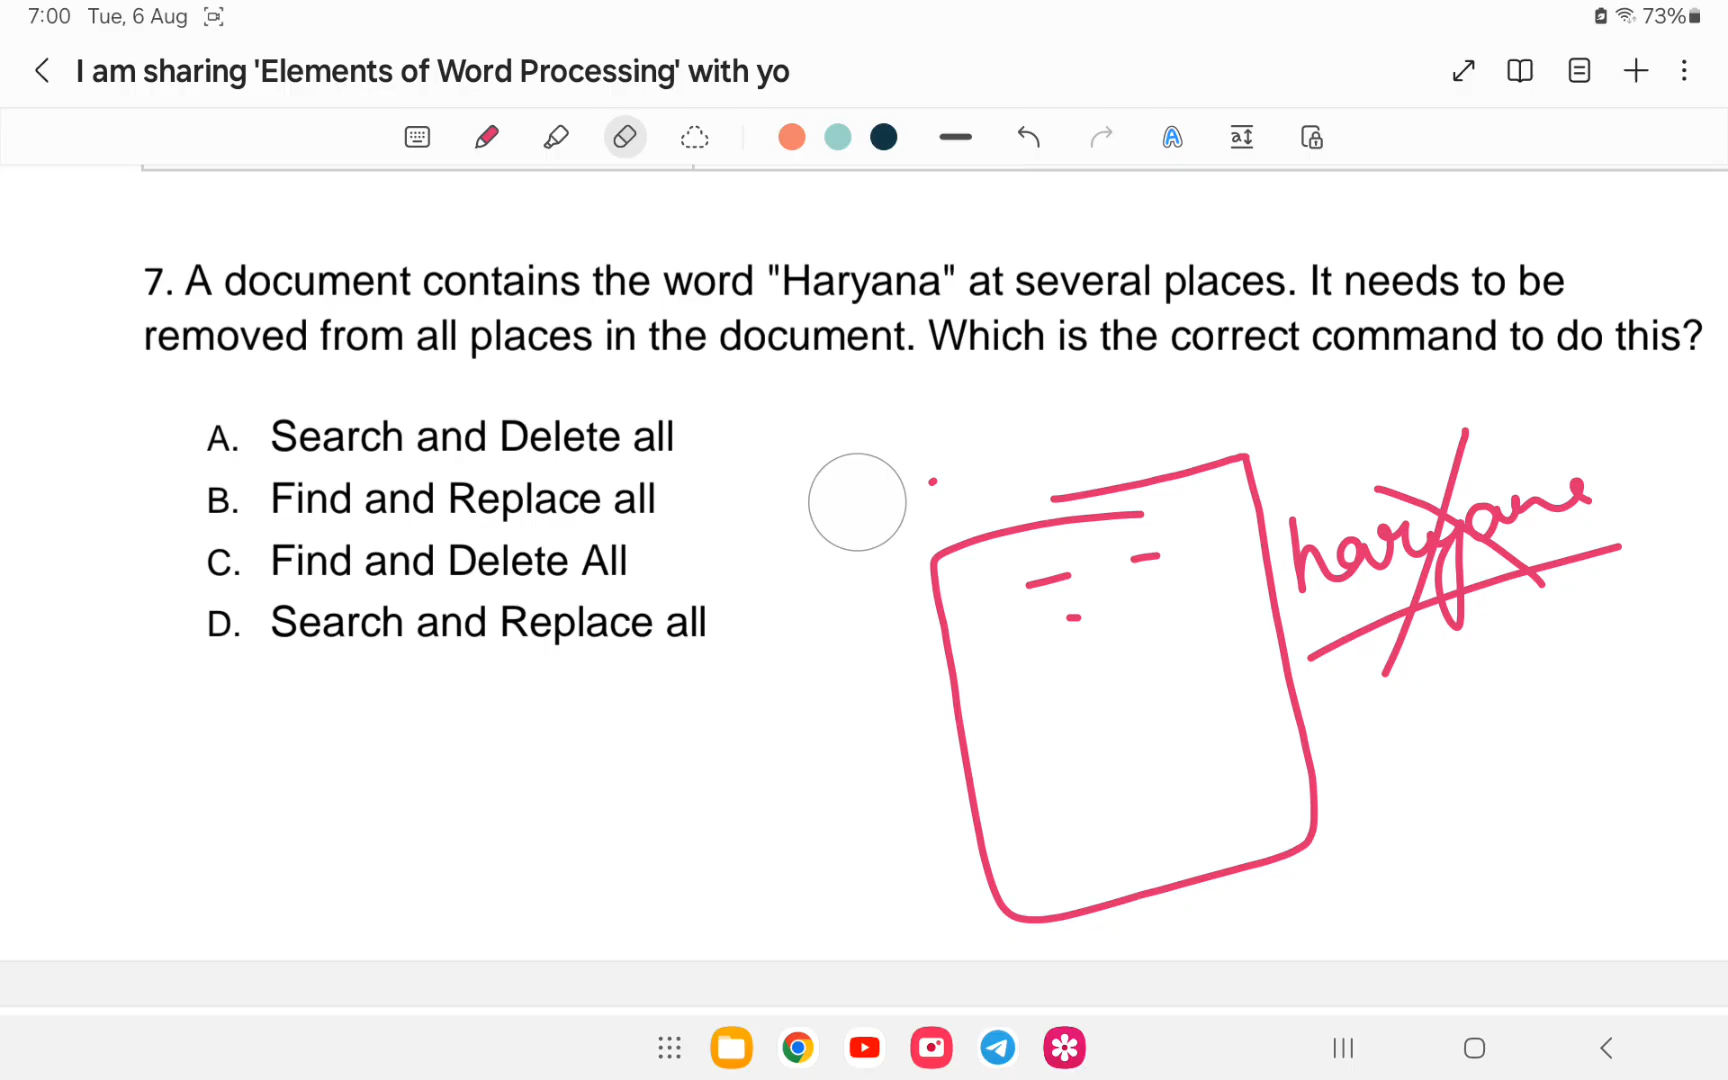 7:00 Tue, 6 Aug 73%
I am sharing 'Elements of Word Processing' with yo
7. A document contains the word "Haryana" at several places. It needs to be
removed from all places in the document. Which is the correct command to do this?
A. Search and Delete all
B. Find and Replace all
C. Find and Delete All
D. Search and Replace all
haryana